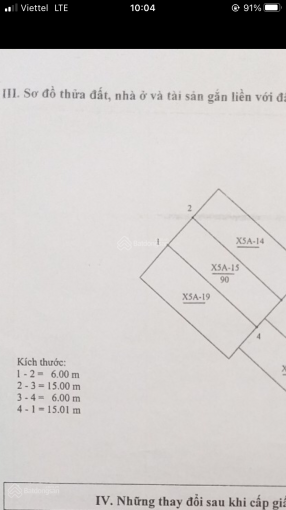 Viettel LTE 10:04 91%
III. Sơ đồ thửa đất, nhà ở và tài sản gắn liền với
2
X5A-14
1
X5A-15
90
X5A-19
4
Kích thước:
1 - 2 = 6.00 m
2 - 3 = 15.00 m
3 - 4 = 6.00 m
4 - 1 = 15.01 m
IV. Những thay đổi sau khi cấp